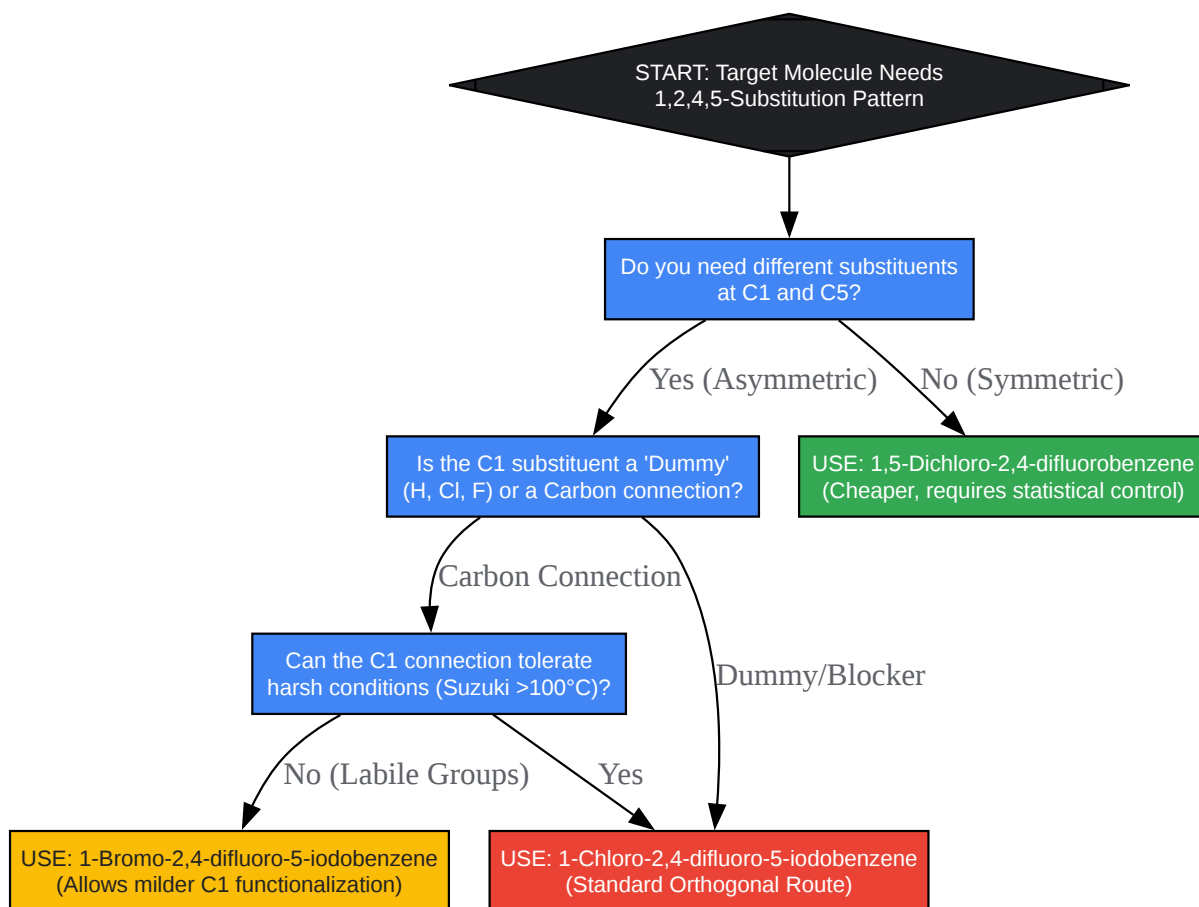 START: Target Molecule Needs
1,2,4,5-Substitution Pattern
Do you need different substituents
at C1 and C5?
Yes (Asymmetric)
No (Symmetric)
Is the C1 substituent a 'Dummy'
(H, Cl, F) or a Carbon connection?
USE: 1,5-Dichloro-2,4-difluorobenzene
(Cheaper, requires statistical control)
Carbon Connection
Dummy/Blocker
Can the C1 connection tolerate
harsh conditions (Suzuki >100°C)?
No (Labile Groups)
Yes
USE: 1-Bromo-2,4-difluoro-5-iodobenzene
(Allows milder C1 functionalization)
USE: 1-Chloro-2,4-difluoro-5-iodobenzene
(Standard Orthogonal Route)